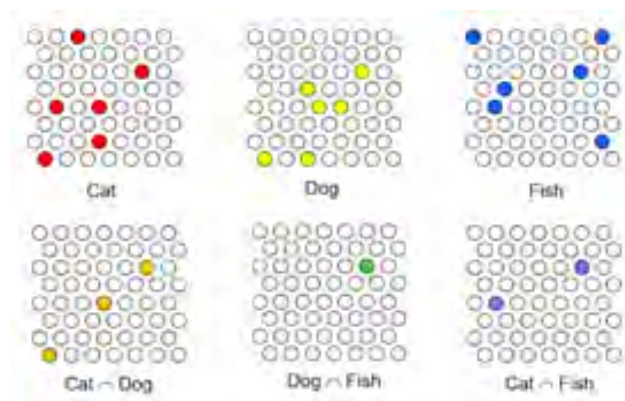 Cat
Dog
Fish
Cat ⌒ Dog
Dog ⌒ Fish
Cat ⌒ Fish